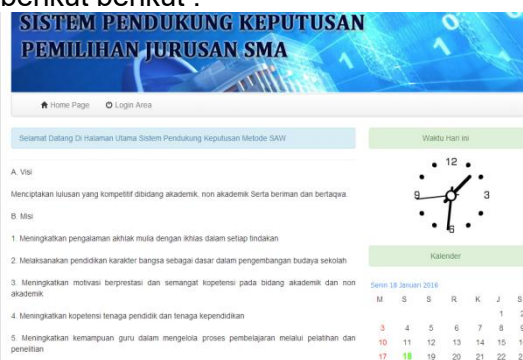 berikut berikut :
SISTEM PENDUKUNG KEPUTUSAN
PEMILIHAN JURUSAN SMA
Home Page Login Area
Selamat Datang Di Halaman Utama Sistem Pendukung Keputusan Metode SAW
A. Visi
Menciptakan lulusan yang kompetitif dibidang akademik, non akademik Serta beriman dan bertaqwa.
B. Misi
1. Meningkatkan pengalaman akhlak mulia dengan ikhlas dalam setiap tindakan
2. Melaksanakan pendidikan karakter bangsa sebagai dasar dalam pengembangan budaya sekolah
3. Meningkatkan motivasi berprestasi dan semangat kopetensi pada bidang akademik dan non
akademik.
4. Meningkatkan kopetensi tenaga pendidik dan tenaga kependidikan
5. Meningkatkan kemampuan guru dalam mengelola proses pembelajaran melalui pelatihan dan
penelitian
Waktu Hari ini
12
9 3
6
Kalender
Senin 18 Januari 2016
M S S R K J S
1 2
3 4 5 6 7 8 9
10 11 12 13 14 15
17 18 19 20 21 22